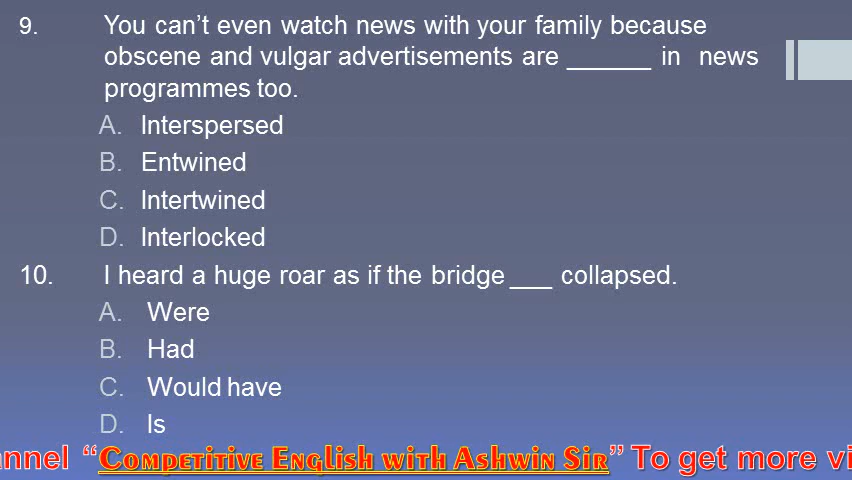 9. You can’t even watch news with your family because
obscene and vulgar advertisements are ______ in news
programmes too.
A. Interspersed
B. Entwined
C. Intertwined
D. Interlocked
10. I heard a huge roar as if the bridge ___ collapsed.
A. Were
B. Had
C. Would have
D. Is
“Competitive English with Ashwin Sir” To get more